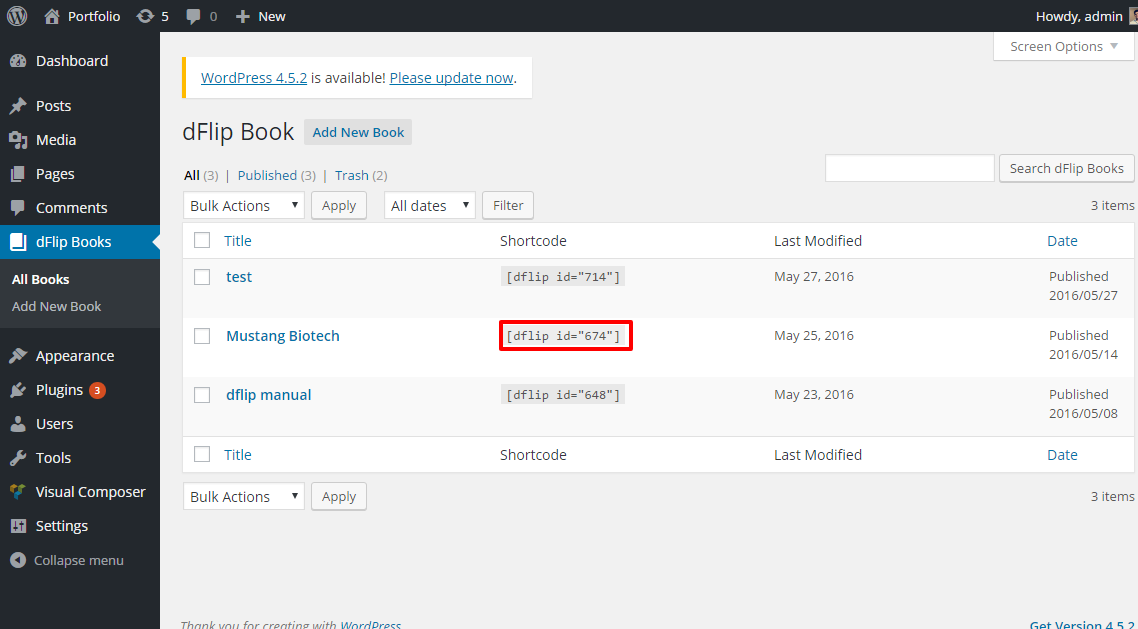 Portfolio 5 0 New Howdy, admin
Screen Options
Dashboard
Posts
Media
Pages
Comments
dFlip Books
All Books
Add New Book
Appearance
Plugins 3
Users
Tools
Visual Composer
Settings
Collapse menu
WordPress 4.5.2 is available! Please update now.
dFlip Book Add New Book
All (3) | Published (3) | Trash (2)
Search dFlip Books
Bulk Actions Apply All dates Filter 3 items
Title Shortcode Last Modified Date
test [dflip id="714"] May 27, 2016 Published
2016/05/27
Mustang Biotech [dflip id="674"] May 25, 2016 Published
2016/05/14
dflip manual [dflip id="648"] May 23, 2016 Published
2016/05/08
Title Shortcode Last Modified Date
Bulk Actions Apply 3 items
Thank you for creating with WordPress Get Version 4.5.2